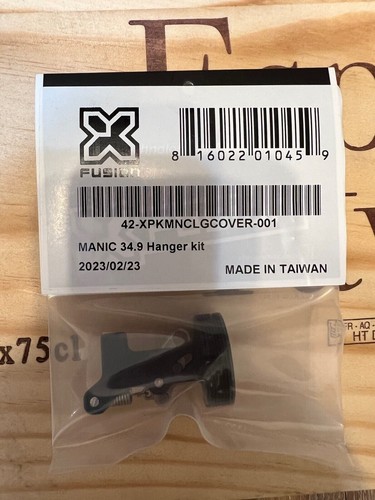 X
FUSION
8 16022 01045 9
42-XPKMNCLGCOVER-001
MANIC 34.9 Hanger kit
2023/02/23
MADE IN TAIWAN
x75cl
HT D